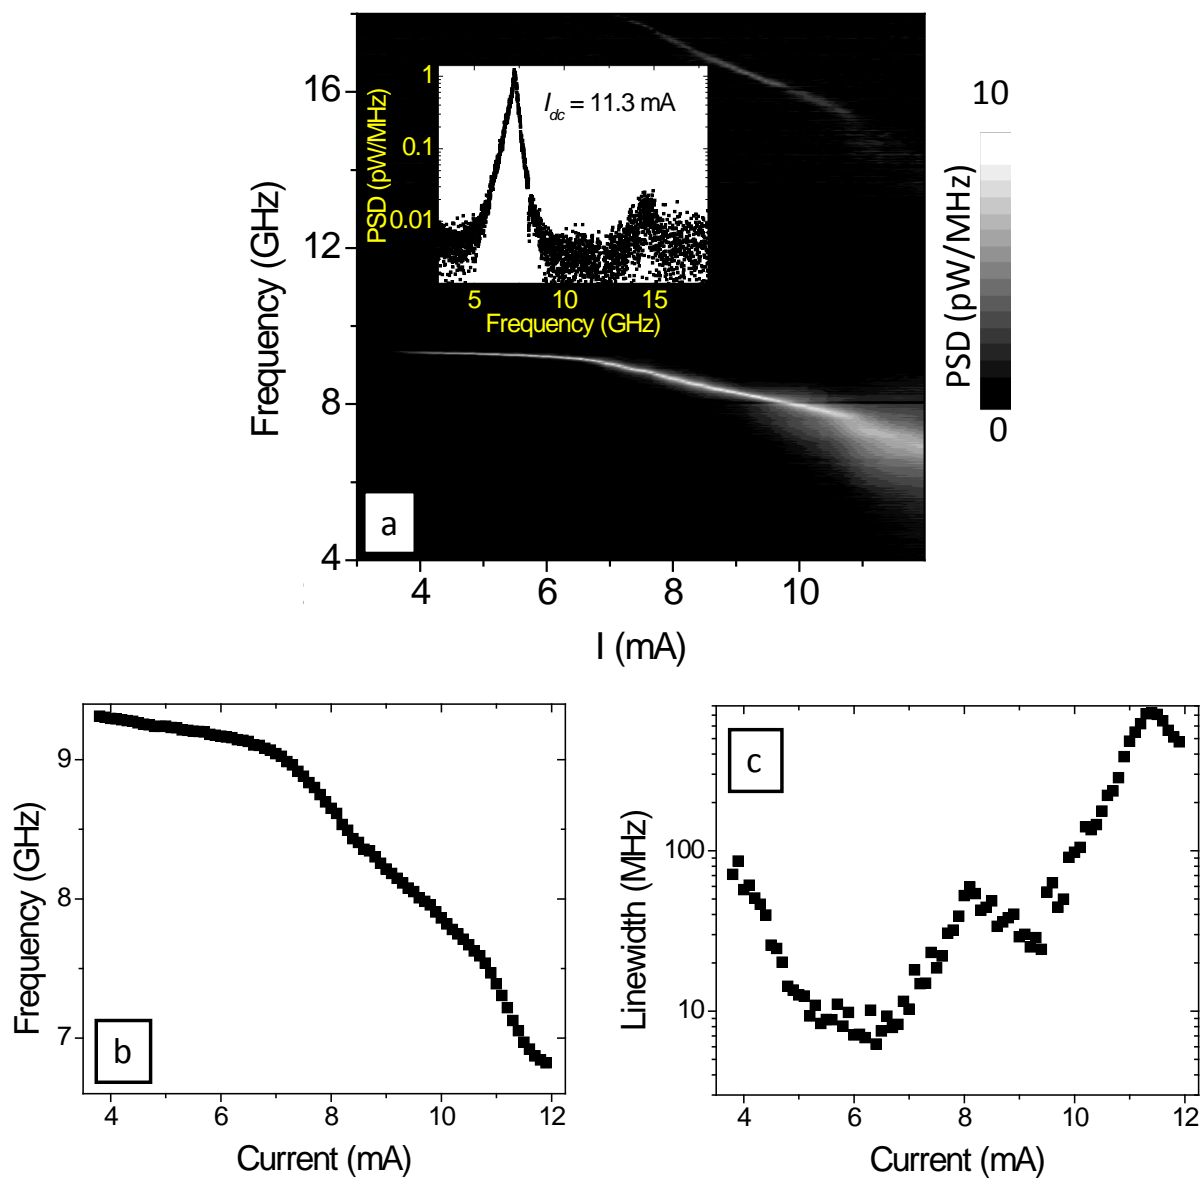 16
12
8
4
Frequency (GHz)
4
6
8
10
I (mA)
a
1
0.1
0.01
PSD (pW/MHz)
I_dc = 11.3 mA
5
10
15
Frequency (GHz)
10
PSD (pW/MHz)
0
9
8
7
Frequency (GHz)
b
4
6
8
10
12
Current (mA)
100
10
Linewidth (MHz)
c
4
6
8
10
12
Current (mA)